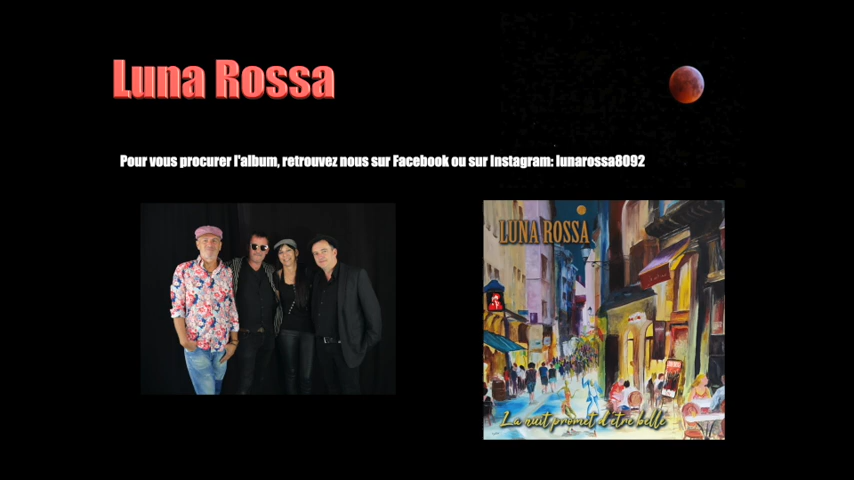 Luna Rossa
Pour vous procurer l'album, retrouvez nous sur Facebook ou sur Instagram: lunarossa8092
LUNA ROSSA
La nuit promet d'être belle